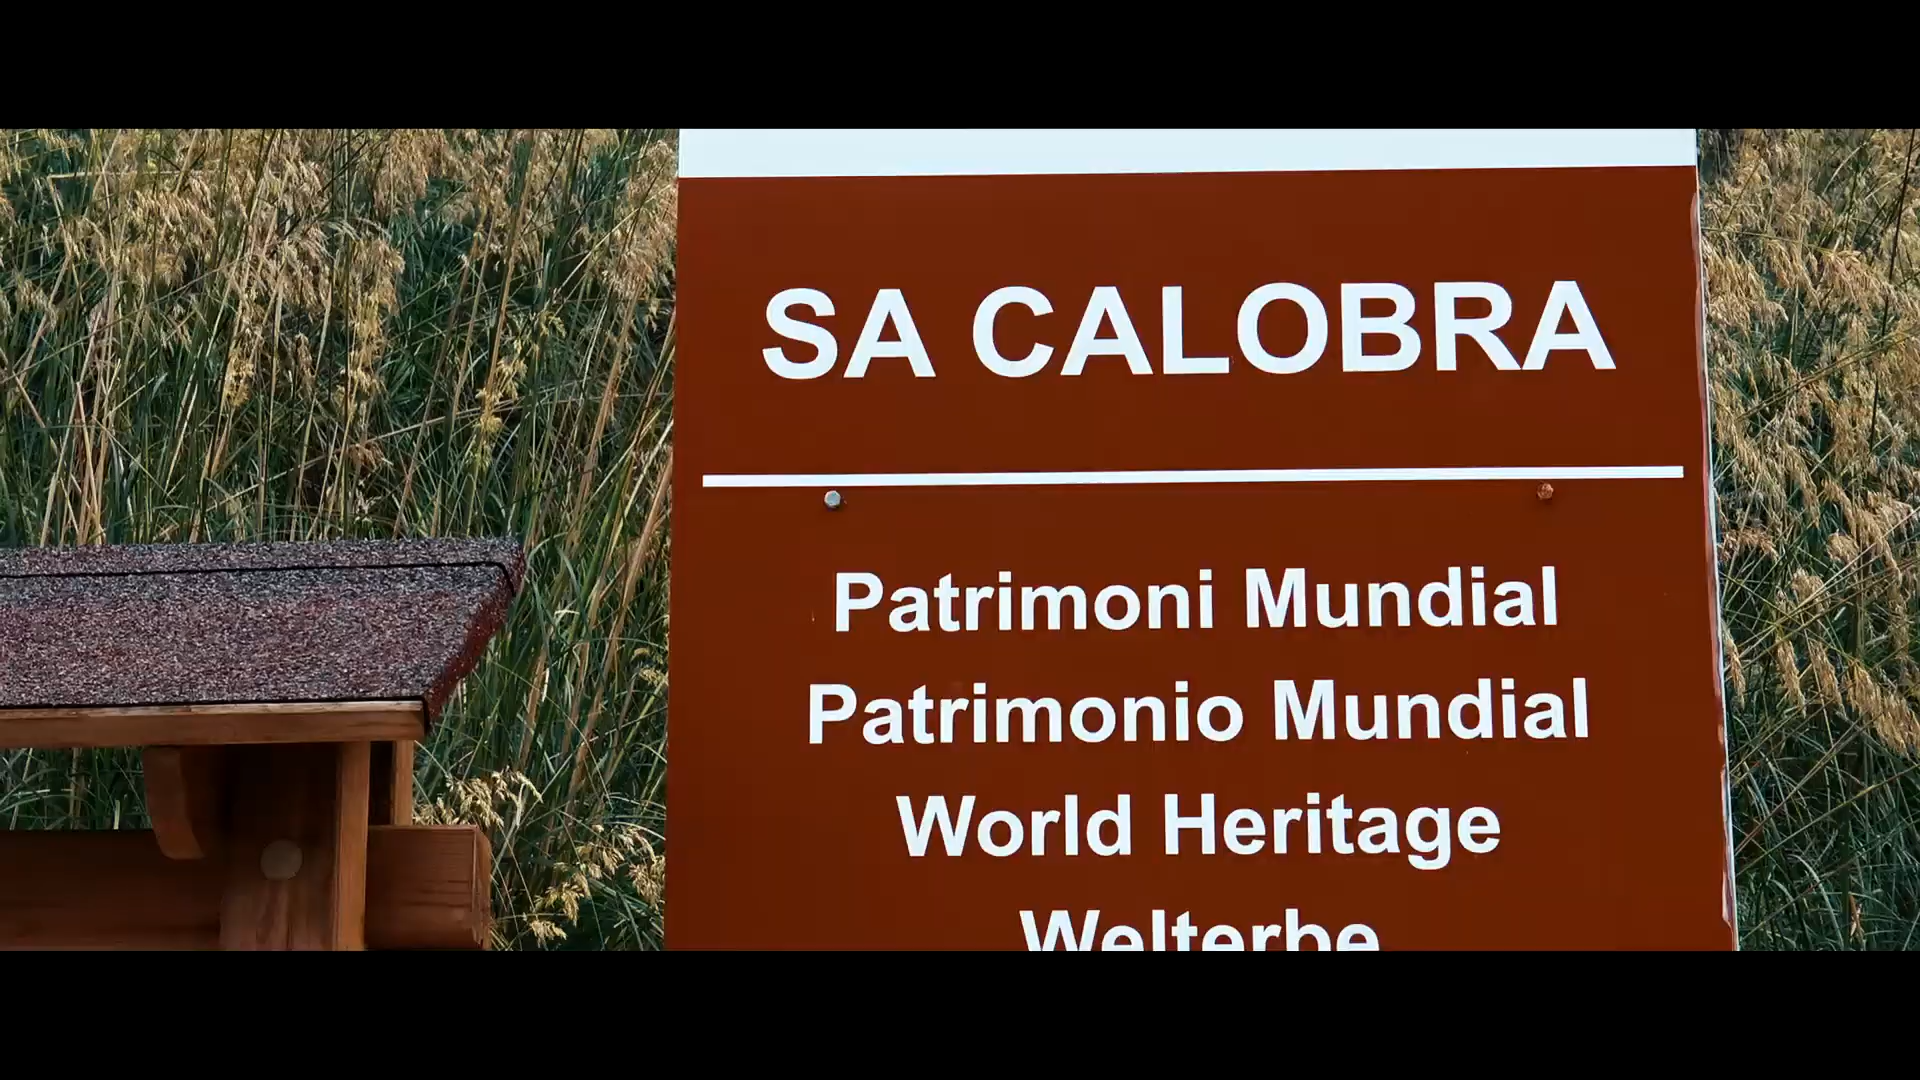 SA CALOBRA
Patrimoni Mundial
Patrimonio Mundial
World Heritage
Welterbe